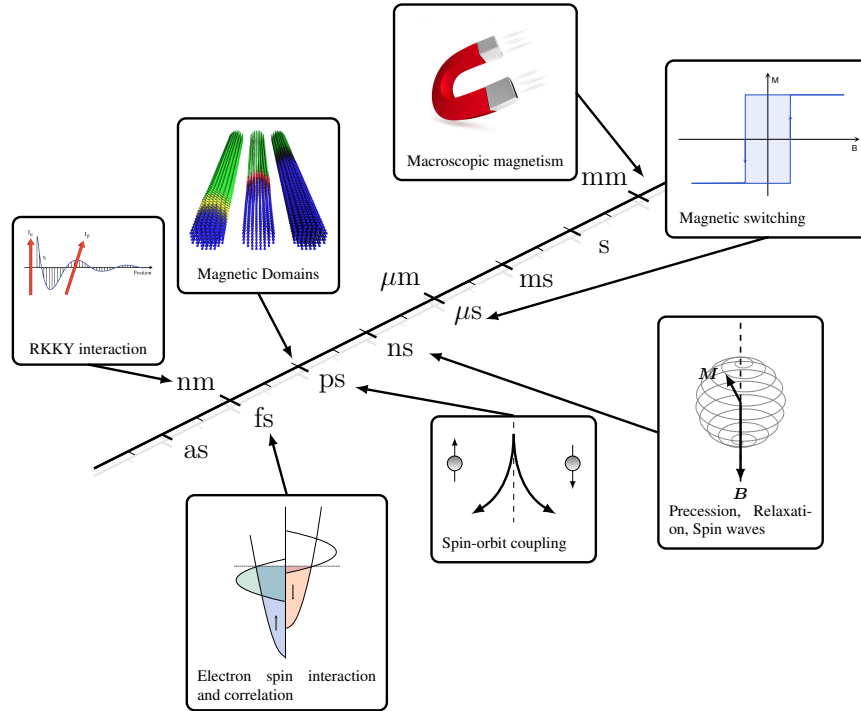 Macroscopic magnetism
M
B
Magnetic switching
Magnetic Domains
Position
S
RKKY interaction
mm
s
μm
ms
μs
ns
nm
ps
fs
as
M
B
Precession, Relaxati-
on, Spin waves
Spin-orbit coupling
Electron spin interaction
and correlation